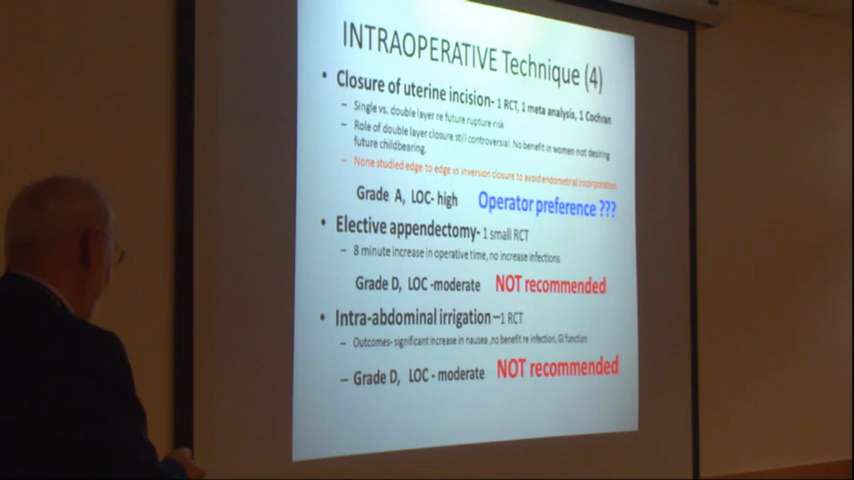 INTRAOPERATIVE Technique (4)
• Closure of uterine incision- 1 RCT, 1 meta analysis, 1 Cochran
– Single vs. double layer re future rupture risk
– Role of double layer closure still controversial. No benefit in women not desiring
future childbearing.
– None studied edge to edge vs inversion closure to avoid endometrial incorporation
Grade A, LOC- high Operator preference ???
• Elective appendectomy- 1 small RCT
– 8 minute increase in operative time, no increase infections
Grade D, LOC -moderate NOT recommended
• Intra-abdominal irrigation –1 RCT
– Outcomes- significant increase in nausea ,no benefit re infection, GI function
– Grade D, LOC - moderate NOT recommended